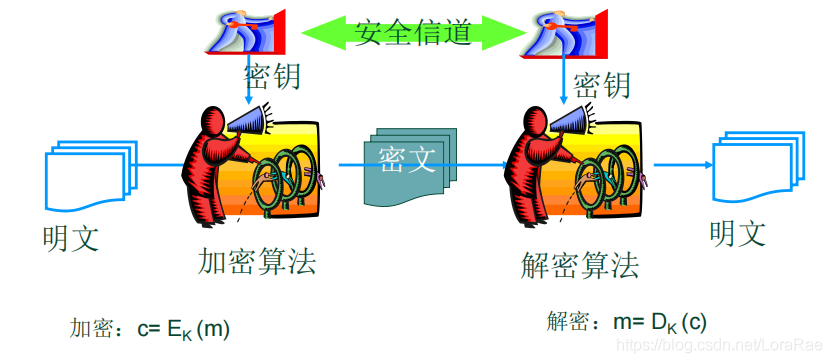 安全信道
密钥
密钥
密文
明文
加密算法
解密算法
明文
加密：c= EK (m)
解密：m= DK (c)
https://blog.csdn.net/LoraRae